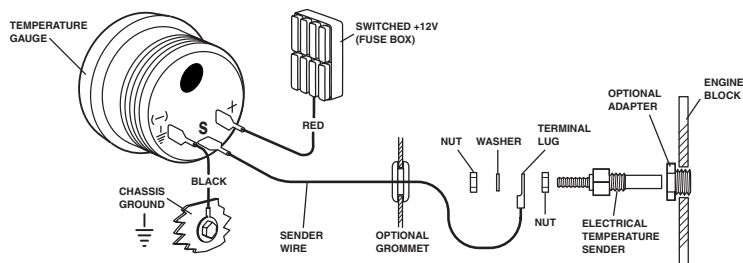 TEMPERATURE
GAUGE
SWITCHED +12V
(FUSE BOX)
(-)
S
RED
BLACK
CHASSIS
GROUND
SENDER
WIRE
OPTIONAL
GROMMET
NUT
WASHER
TERMINAL
LUG
NUT
OPTIONAL
ADAPTER
ENGINE
BLOCK
ELECTRICAL
TEMPERATURE
SENDER